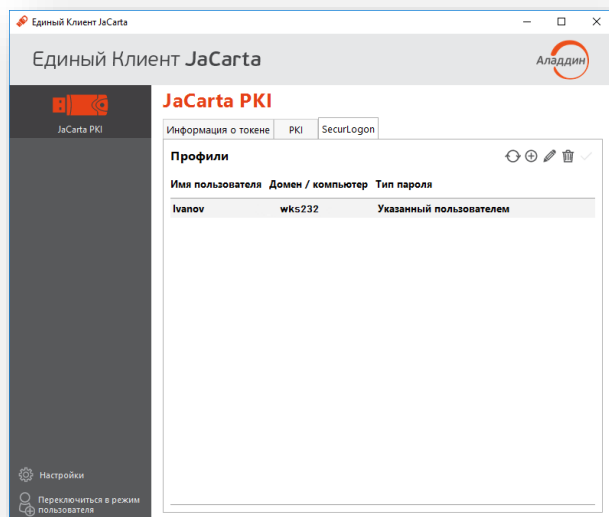 Единый Клиент JaCarta
Единый Клиент JaCarta
Аладдин
JaCarta PKI
JaCarta PKI
Информация о токене PKI SecurLogon
Профили
Имя пользователя Домен / компьютер Тип пароля
Ivanov wks232 Указанный пользователем
Настройки
Переключиться в режим
пользователя